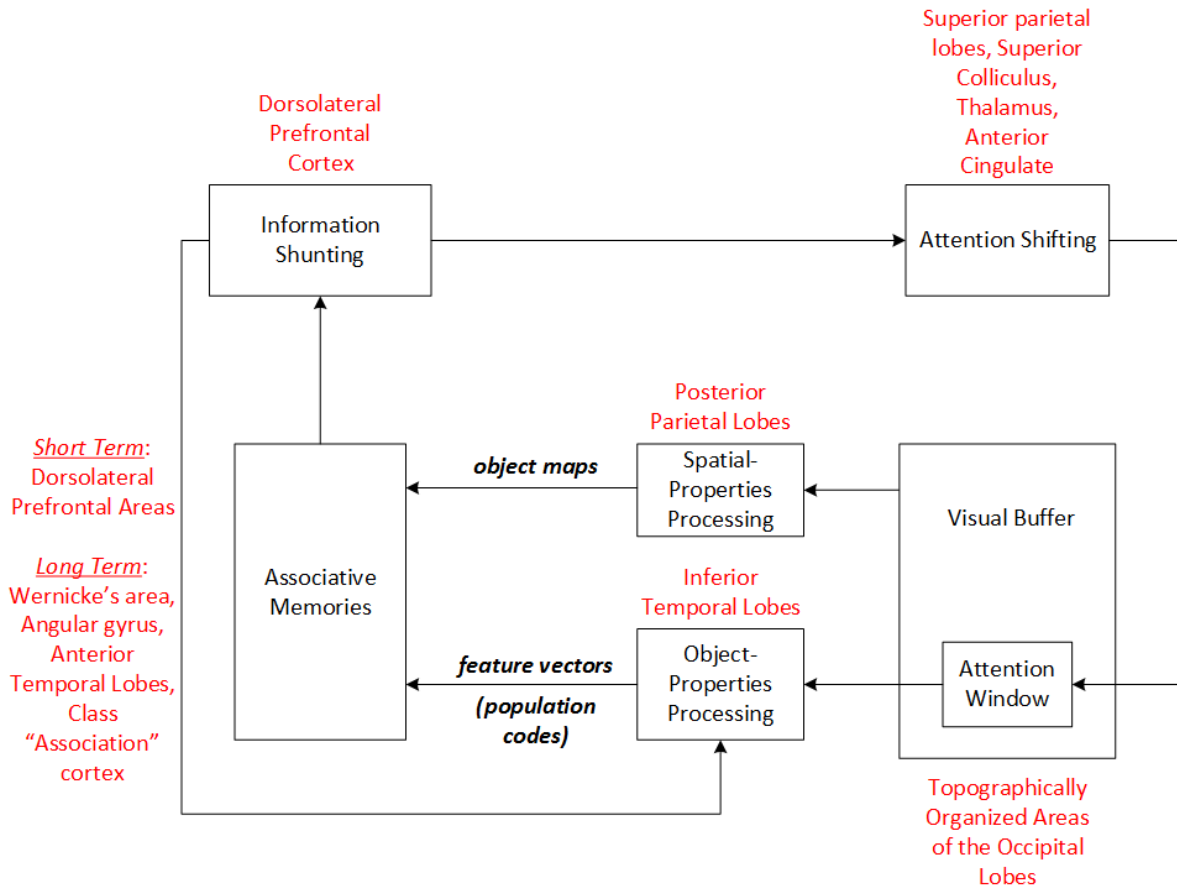 Superior parietal
lobes, Superior
Colliculus,
Thalamus,
Anterior
Cingulate
Dorsolateral
Prefrontal
Cortex
Information
Shunting
Attention Shifting
Short Term:
Dorsolateral
Prefrontal Areas
Long Term:
Wernicke’s area,
Angular gyrus,
Anterior
Temporal Lobes,
Class
“Association”
cortex
Associative
Memories
object maps
feature vectors
(population
codes)
Posterior
Parietal Lobes
Spatial-
Properties
Processing
Inferior
Temporal Lobes
Object-
Properties
Processing
Visual Buffer
Attention
Window
Topographically
Organized Areas
of the Occipital
Lobes